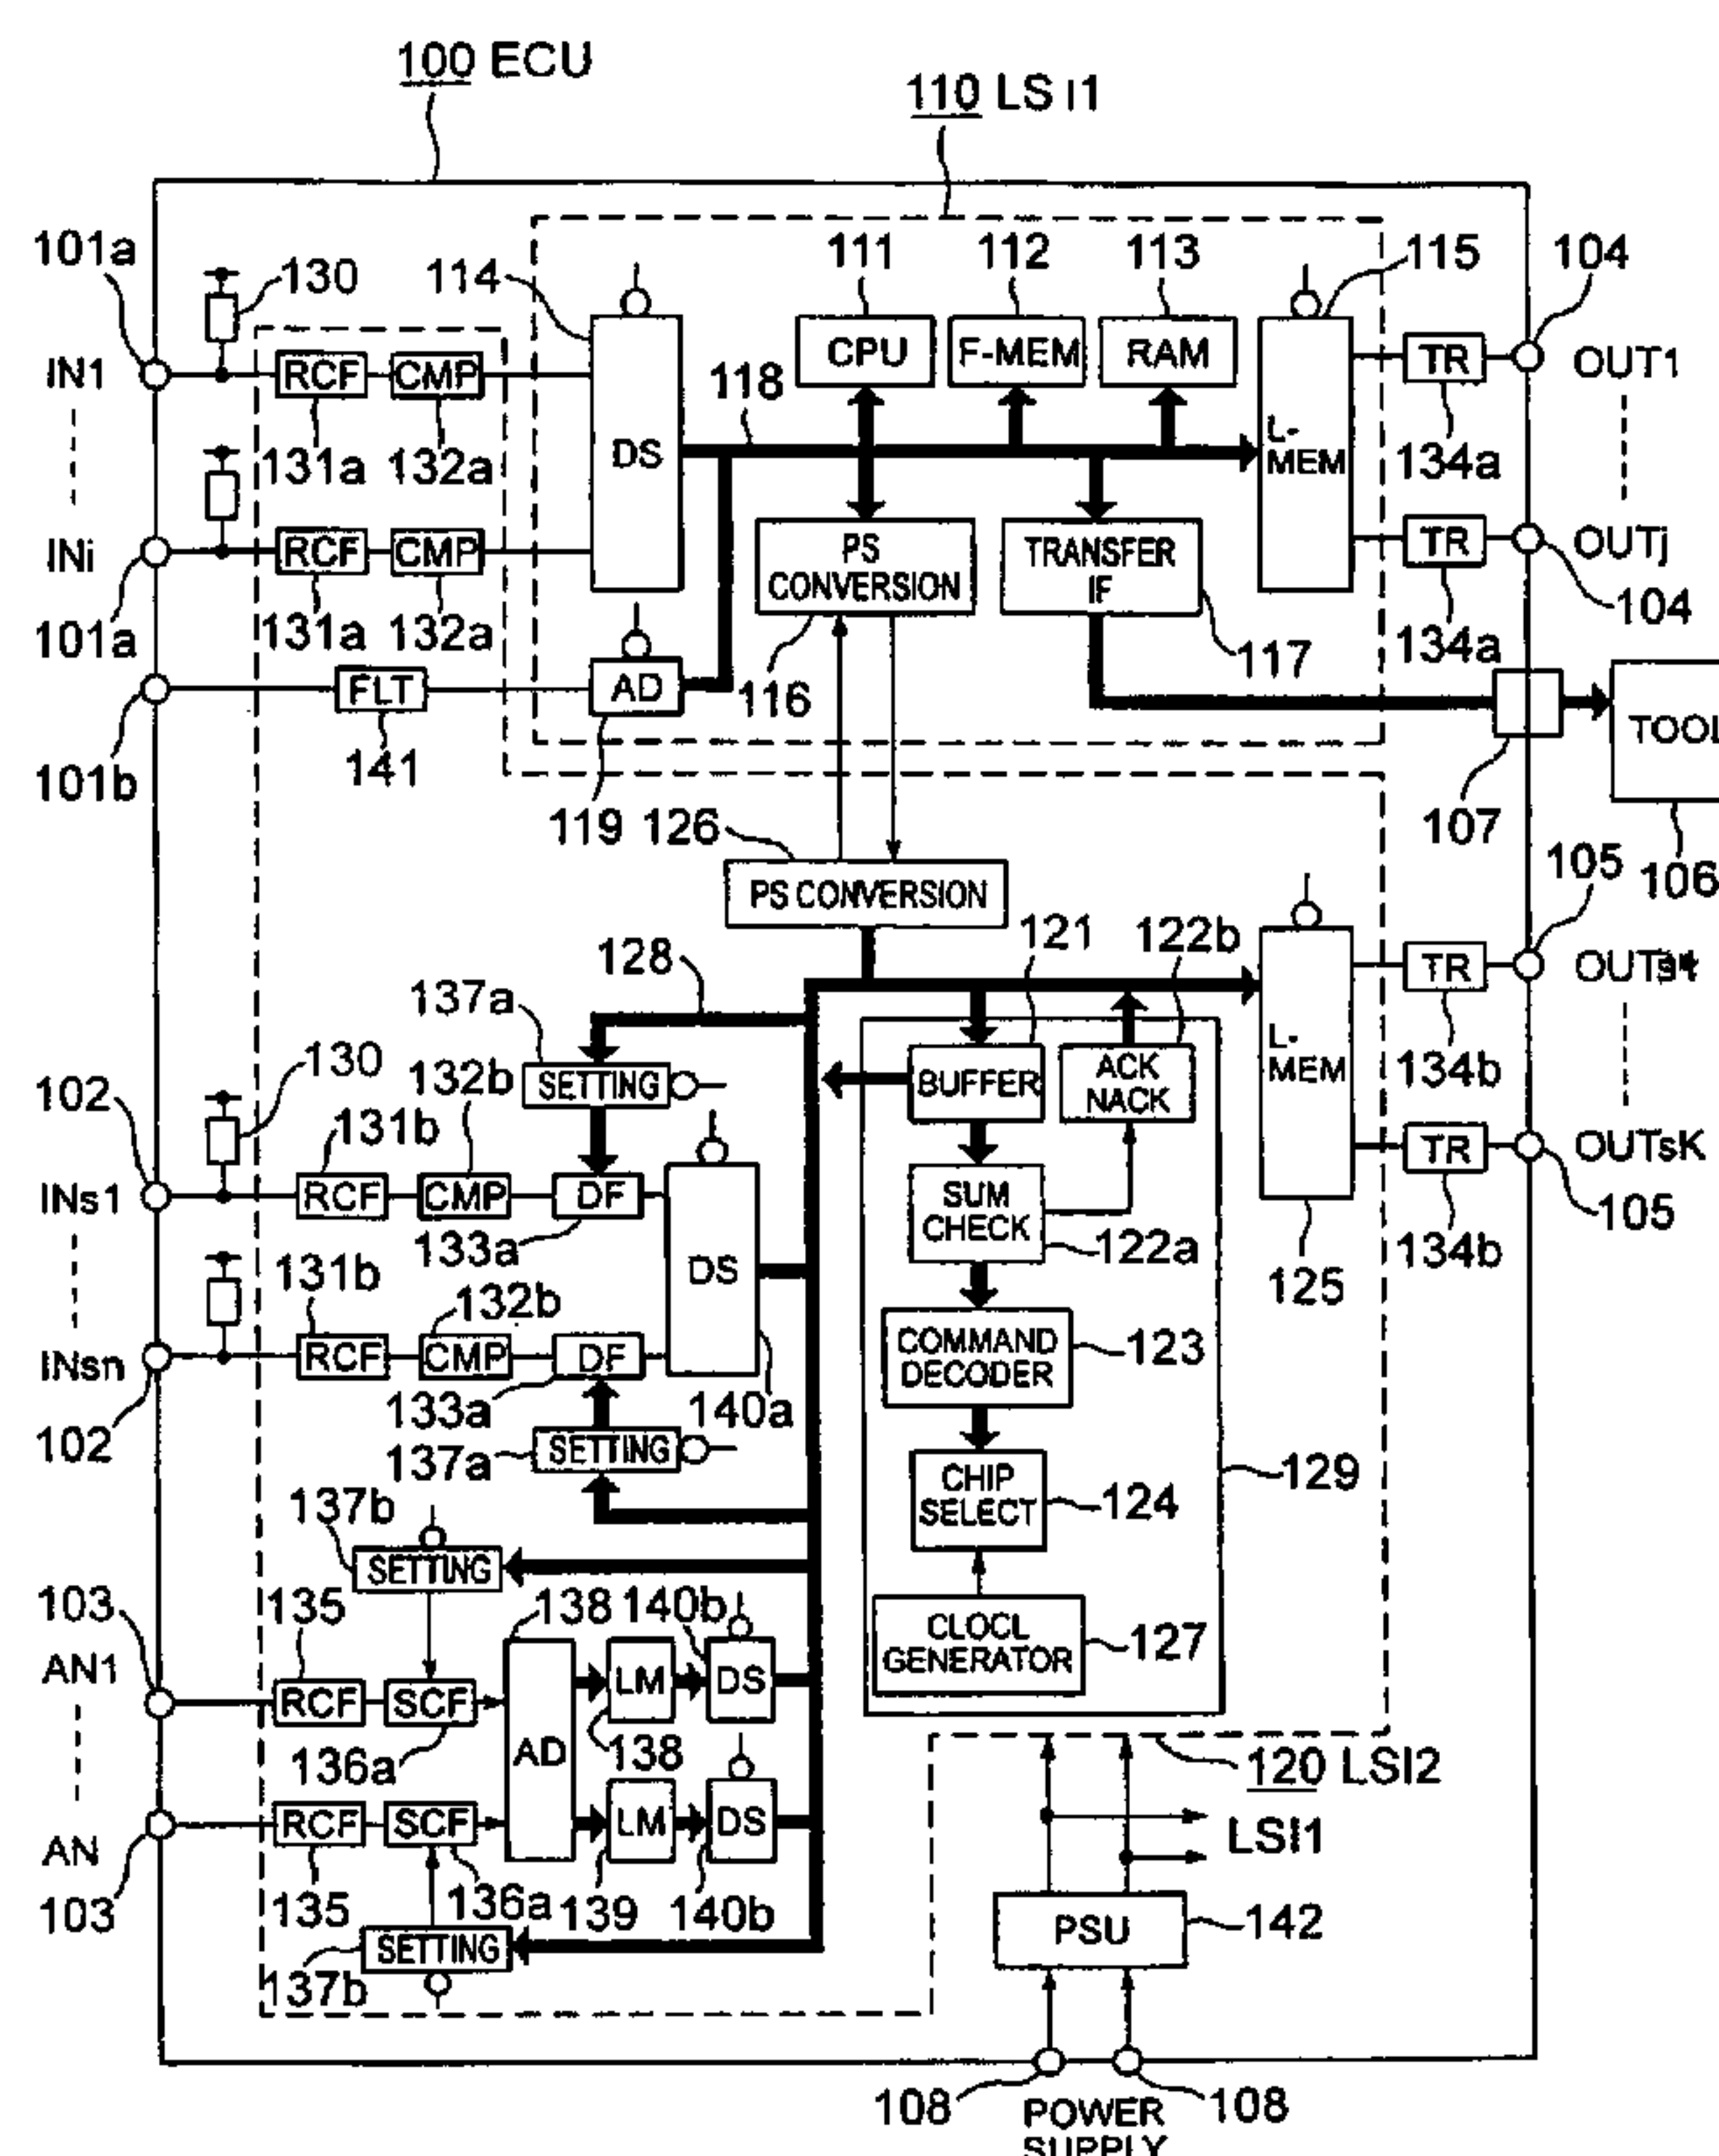 100 ECU
110 LSI1
101a
130
114
111
112
113
115
104
IN1
RCF
CMP
CPU
F-MEM
RAM
TR
OUT1
118
131a
132a
DS
L-
MEM
134a
INi
RCF
CMP
PS
CONVERSION
TRANSFER
IF
TR
OUTj
101a
131a
132a
104
134a
117
FLT
AD
116
101b
141
TOOL
119
126
107
106
105
PS CONVERSION
121
122b
128
TR
137a
130
132b
SETTING
BUFFER
ACK
NACK
L-
MEM
134b
102
131b
INs1
RCF
CMP
DF
SUM
CHECK
TR
OUTsK
133a
DS
122a
105
134b
131b
132b
125
INsn
RCF
CMP
DF
COMMAND
DECODER
123
133a
140a
102
137a
SETTING
CHIP
SELECT
124
129
137b
SETTING
103
135
138
140b
CLOCL
GENERATOR
127
AN1
RCF
SCF
LM
DS
136a
AD
138
120 LSI2
AN
RCF
SCF
LM
DS
LSI1
103
135
136a
139
140b
PSU
142
SETTING
137b
108
108
POWER
SUPPLY